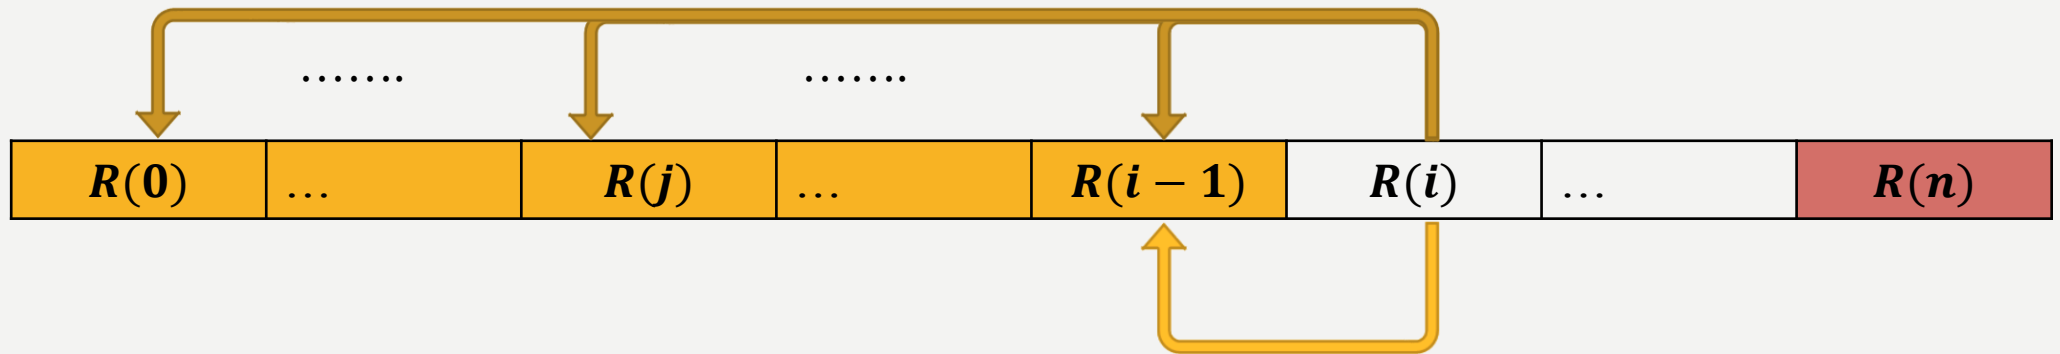 ....... .......
R(0) ... R(j) ... R(i − 1) R(i) ... R(n)